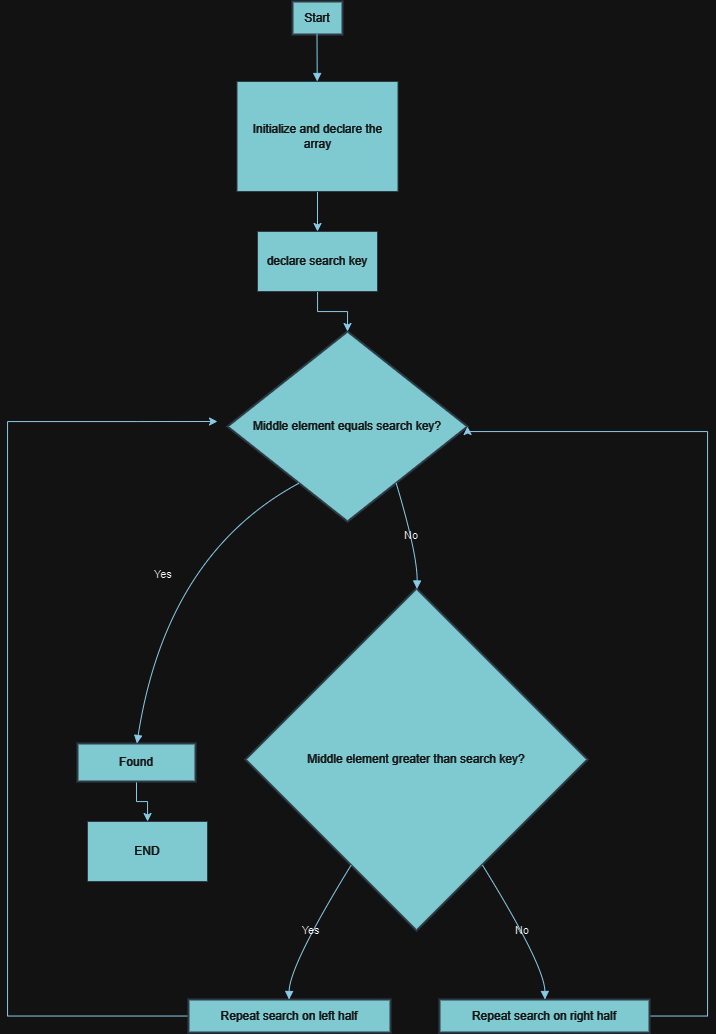 Start
Initialize and declare the
array
declare search key
Middle element equals search key?
No
Yes
Middle element greater than search key?
Found
END
Yes
No
Repeat search on left half
Repeat search on right half